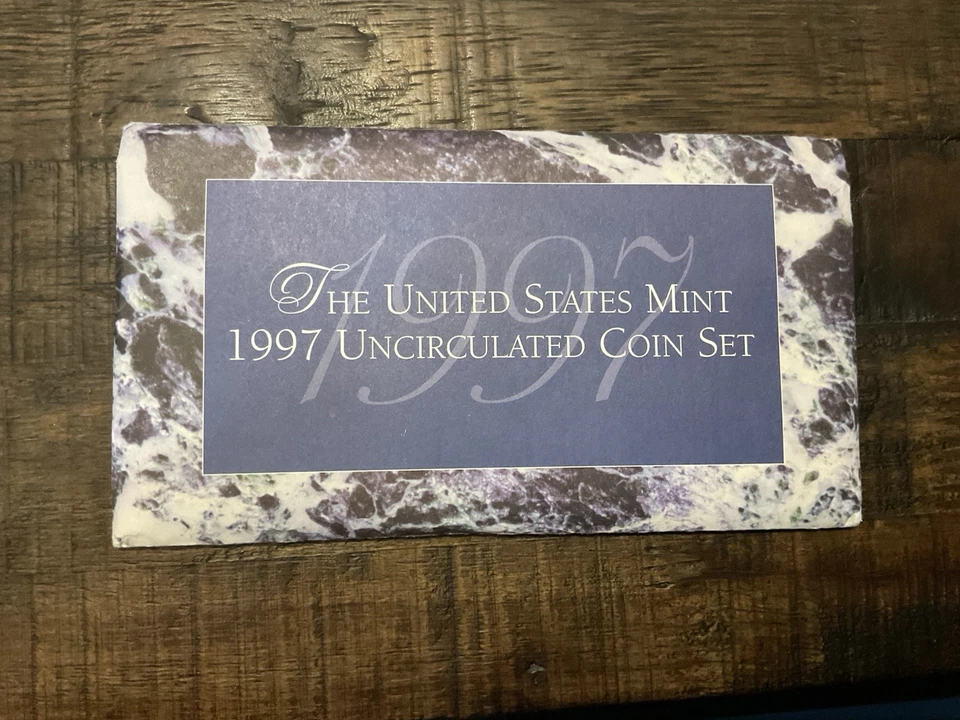 1997
The United States Mint
1997 Uncirculated Coin Set